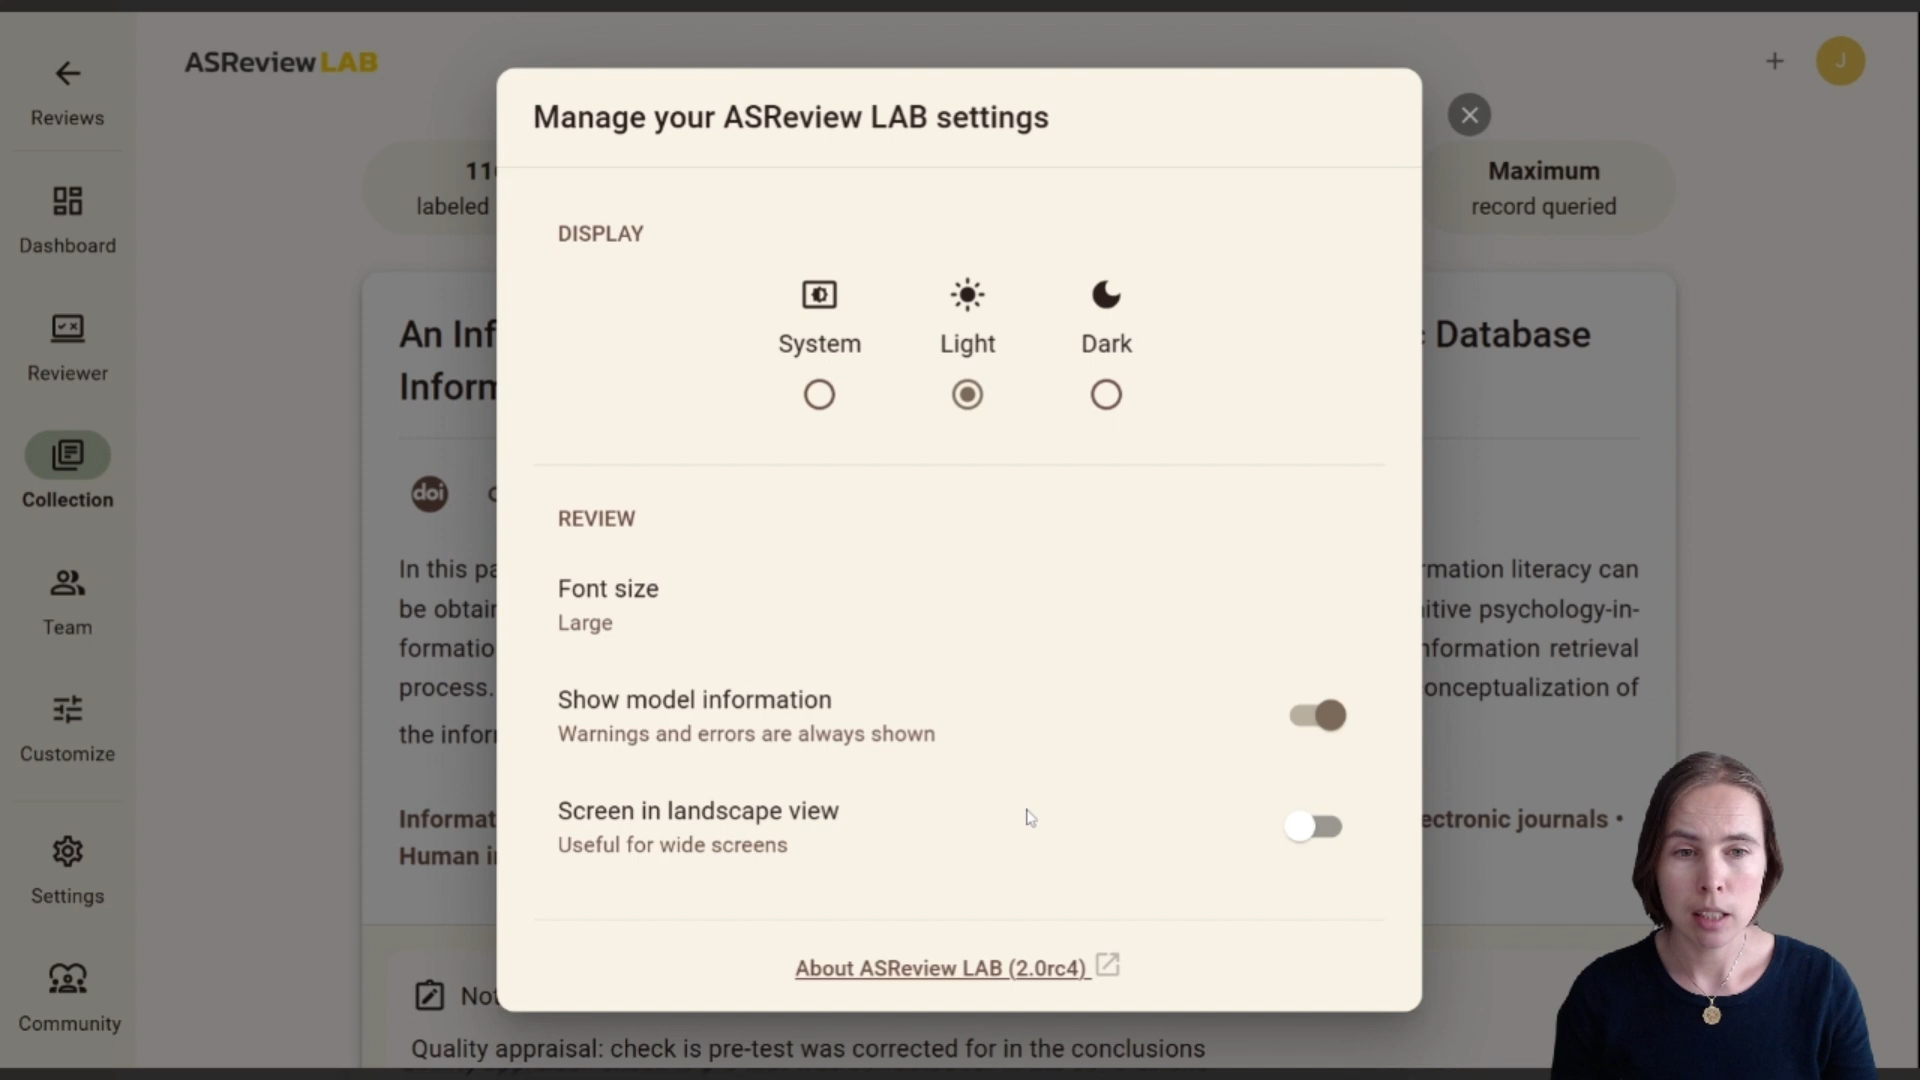 Reviews
Dashboard
Reviewer
Collection
Team
Customize
Settings
Community
ASReview LAB
J
Manage your ASReview LAB settings
DISPLAY
System
Light
Dark
REVIEW
Font size
Large
Show model information
Warnings and errors are always shown
Screen in landscape view
Useful for wide screens
About ASReview LAB (2.0rc4)
labeled
Maximum
record queried
An Inf
Database
Inform
doi
In this pa
rmation literacy can
be obtain
itive psychology-in-
formatio
nformation retrieval
process.
onceptualization of
the infor
Informat
ectronic journals •
Human i
Not
Quality appraisal: check is pre-test was corrected for in the conclusions